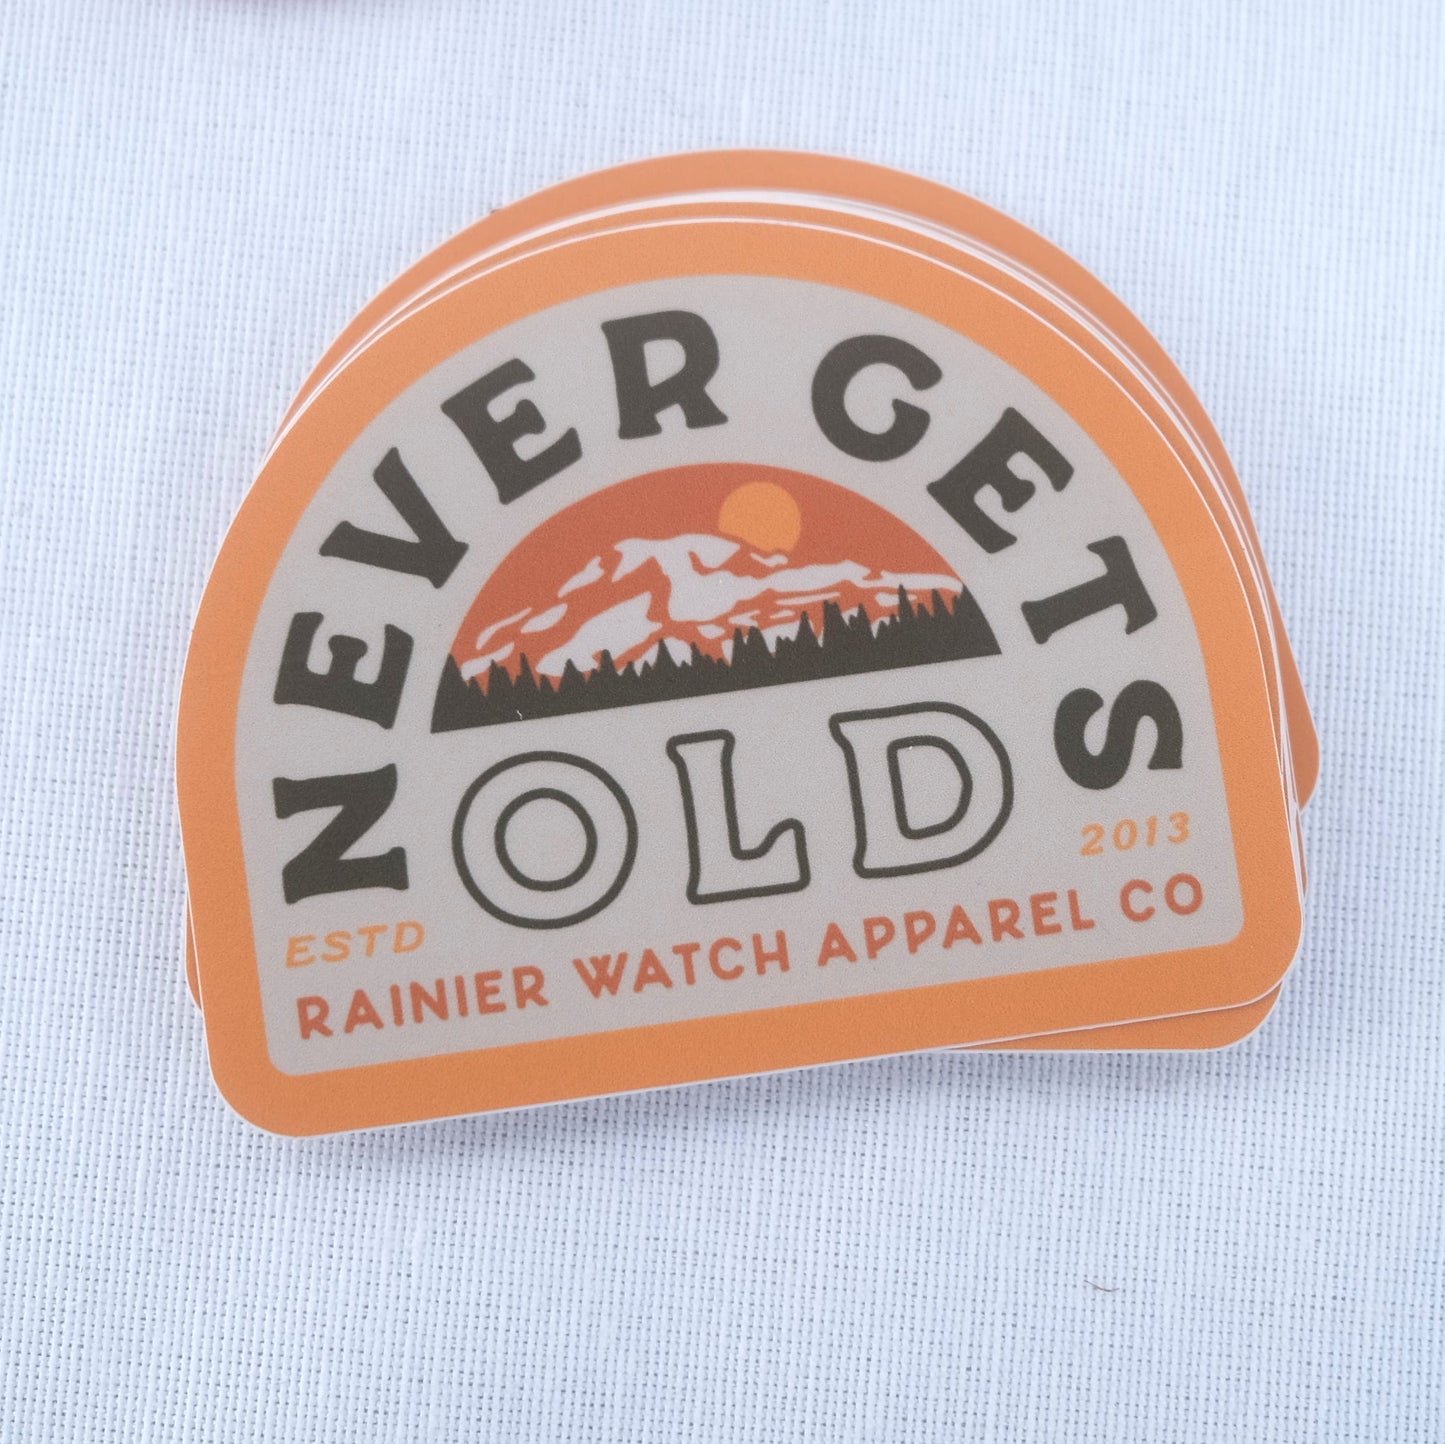 NEVER GETS
OLD
ESTD 2013
RAINIER WATCH APPAREL CO